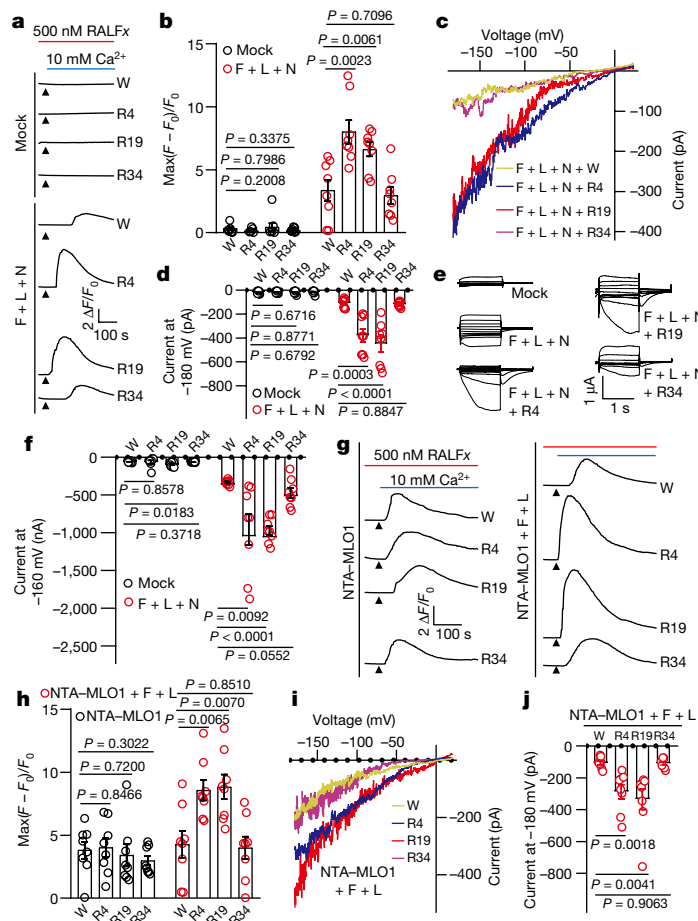 a
500 nM RALFx
10 mM Ca²⁺
Mock
W
R4
R19
R34
F + L + N
W
R4
R19
R34
2 ΔF/F₀
100 s
b
Mock
F + L + N
P = 0.7096
P = 0.0061
P = 0.0023
P = 0.3375
P = 0.7986
P = 0.2008
Max(F – F₀)/F₀
15
10
5
0
W
R4
R19
R34
W
R4
R19
R34
c
Voltage (mV)
−150
−100
−50
−100
−200
−300
−400
Current (pA)
F + L + N + W
F + L + N + R4
F + L + N + R19
F + L + N + R34
d
W
R4
R19
R34
W
R4
R19
R34
0
−200
−400
−600
−800
Current at
−180 mV (pA)
P = 0.6716
P = 0.8771
P = 0.6792
P = 0.0003
P < 0.0001
P = 0.8847
Mock
F + L + N
e
Mock
F + L + N
F + L + N
+ R4
F + L + N
+ R19
F + L + N
+ R34
1 µA
1 s
f
W
R4
R19
R34
W
R4
R19
R34
0
−500
−1,000
−1,500
−2,000
−2,500
Current at
−160 mV (nA)
P = 0.8578
P = 0.0183
P = 0.3718
Mock
F + L + N
P = 0.0092
P < 0.0001
P = 0.0552
g
500 nM RALFx
10 mM Ca²⁺
NTA–MLO1
W
R4
R19
R34
2 ΔF/F₀
100 s
NTA–MLO1 + F + L
W
R4
R19
R34
h
NTA–MLO1 + F + L
NTA–MLO1
P = 0.8510
P = 0.0070
P = 0.0065
P = 0.3022
P = 0.7200
P = 0.8466
Max(F – F₀)/F₀
15
10
5
0
W
R4
R19
R34
W
R4
R19
R34
i
Voltage (mV)
−150
−100
−50
0
−200
−400
Current (pA)
W
R4
R19
R34
NTA–MLO1
+ F + L
j
NTA–MLO1 + F + L
W
R4
R19
R34
0
−200
−400
−600
−800
Current at −180 mV (pA)
P = 0.0018
P = 0.0041
P = 0.9063